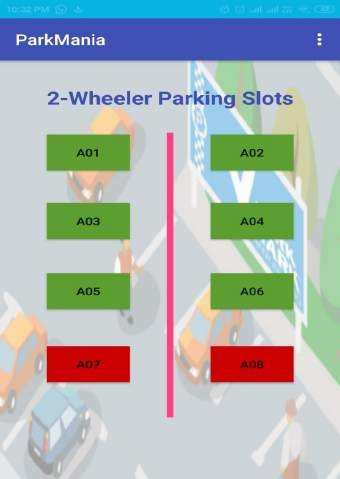 10:32 PM
ParkMania
2-Wheeler Parking Slots
A01 A02
A03 A04
A05 A06
A07 A08